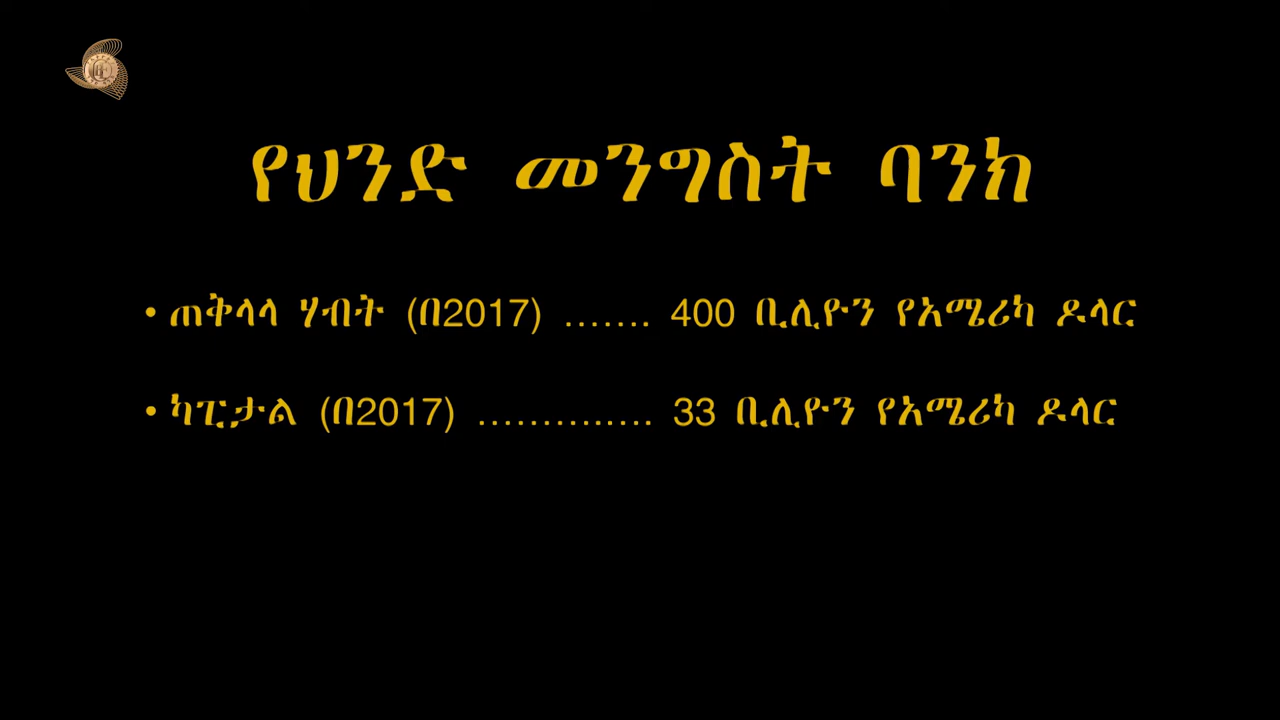 የህንድ መንግስት ባንክ
• ጠቅላላ ሃብት (በ2017) ……. 400 ቢሊዮን የአሜሪካ ዶላር
• ካፒታል (በ2017) ………..…. 33 ቢሊዮን የአሜሪካ ዶላር